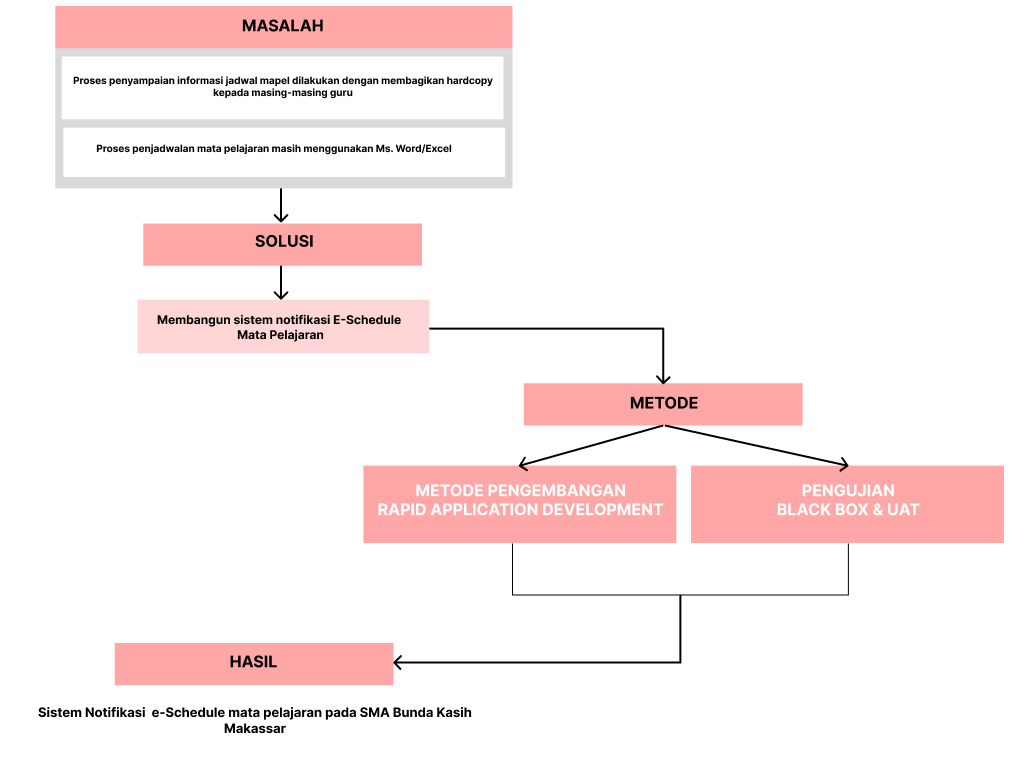 MASALAH
Proses penyampaian informasi jadwal mapel dilakukan dengan membagikan hardcopy
kepada masing-masing guru
Proses penjadwalan mata pelajaran masih menggunakan Ms. Word/Excel
SOLUSI
Membangun sistem notifikasi E-Schedule
Mata Pelajaran
METODE
METODE PENGEMBANGAN
RAPID APPLICATION DEVELOPMENT
PENGUJIAN
BLACK BOX & UAT
HASIL
Sistem Notifikasi e-Schedule mata pelajaran pada SMA Bunda Kasih
Makassar